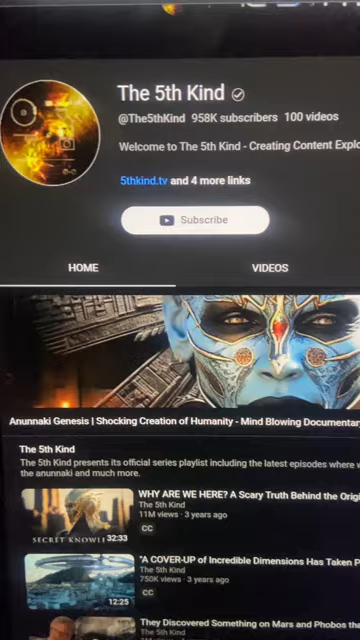 The 5th Kind
@The5thKind 958K subscribers 100 videos
Welcome to The 5th Kind - Creating Content Explo
5thkind.tv and 4 more links
Subscribe
HOME VIDEOS
Anunnaki Genesis | Shocking Creation of Humanity - Mind Blowing Documentary
The 5th Kind
The 5th Kind presents its official series playlist including the latest episodes where
the anunnaki and much more.
WHY ARE WE HERE? A Scary Truth Behind the Orig
The 5th Kind
11M views · 3 years ago
CC
SECRET KNOWLE 32:33
"A COVER-UP of Incredible Dimensions Has Taken P
The 5th Kind
750K views · 3 years ago
CC
12:25
They Discovered Something on Mars and Phobos tha
The 5th Kind